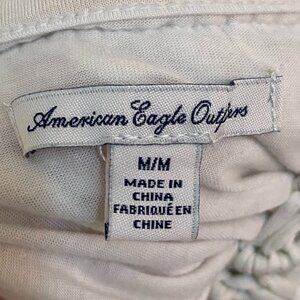 American Eagle Outfitters
M/M
MADE IN
CHINA
FABRIQUÉ EN
CHINE